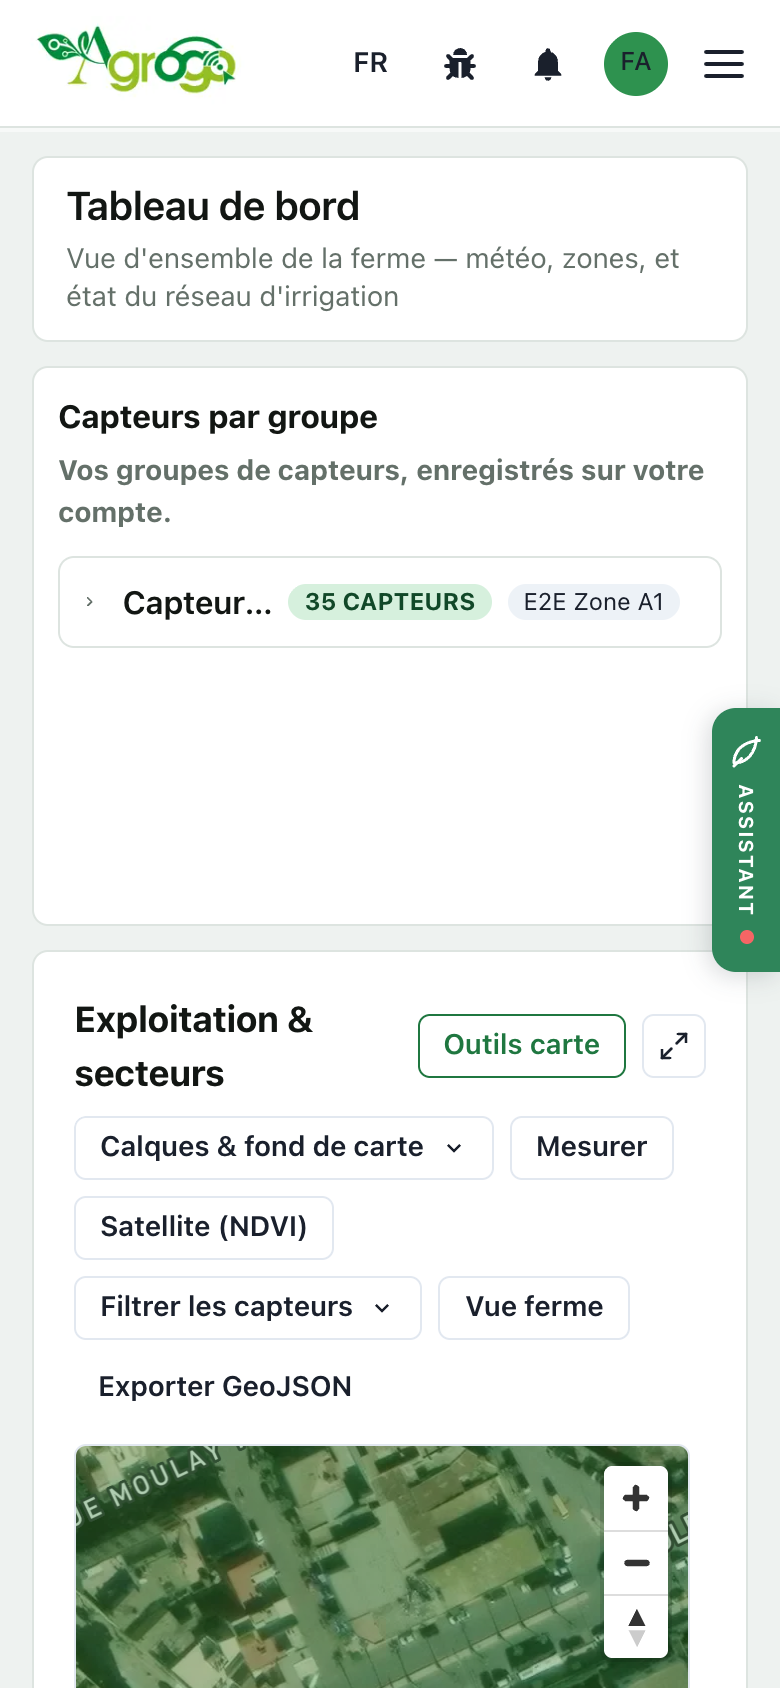 Agroga
FR
FA
Tableau de bord
Vue d'ensemble de la ferme — météo, zones, et
état du réseau d'irrigation
Capteurs par groupe
Vos groupes de capteurs, enregistrés sur votre
compte.
Capteur... 35 CAPTEURS E2E Zone A1
ASSISTANT
Exploitation &
secteurs
Outils carte
Calques & fond de carte
Mesurer
Satellite (NDVI)
Filtrer les capteurs
Vue ferme
Exporter GeoJSON
MOULAY